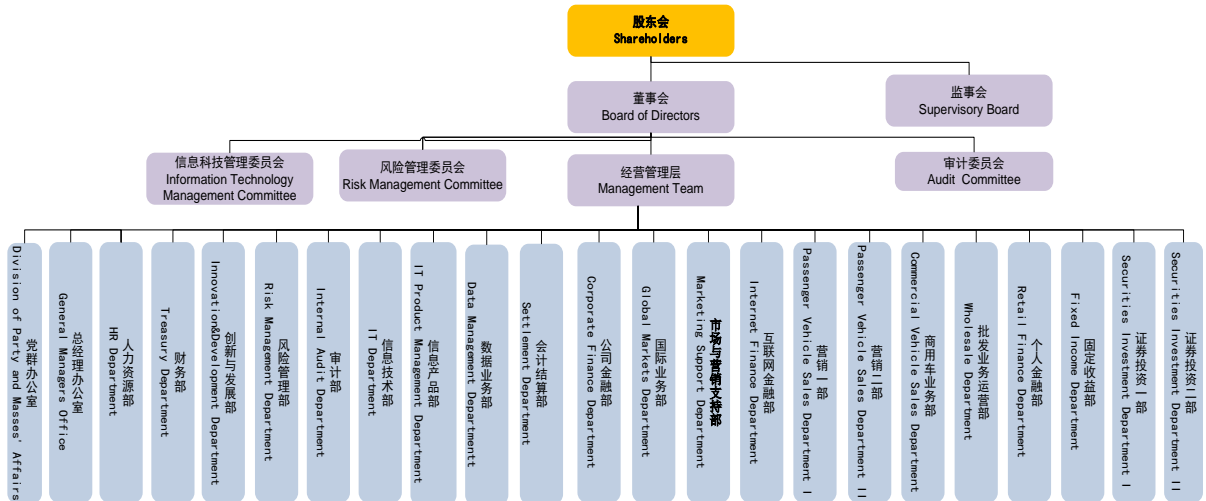 股东会
Shareholders
董事会
Board of Directors
监事会
Supervisory Board
信息科技管理委员会
Information Technology
Management Committee
风险管理委员会
Risk Management Committee
经营管理层
Management Team
审计委员会
Audit Committee
党群办公室
Division of Party and Masses' Affairs
总经理办公室
General Managers Office
人力资源部
HR Department
财务部
Treasury Department
创新与发展部
Innovation&Development Department
风险管理部
Risk Management Department
审计部
Internal Audit Department
信息技术部
IT Department
信息产品部
IT Product Management Department
数据业务部
Data Management Departmentt
会计结算部
Settlement Department
公司金融部
Corporate Finance Department
国际业务部
Global Markets Department
市场与营销支持部
Marketing Support Department
互联网金融部
Internet Finance Department
营销一部
Passenger Vehicle Sales Department I
营销二部
Passenger Vehicle Sales Department II
商用车业务部
Commercial Vehicle Sales Department
批发业务运营部
Wholesale Department
个人金融部
Retail Finance Department
固定收益部
Fixed Income Department
证券投资一部
Securities Investment Department I
证券投资二部
Securities Investment Department II